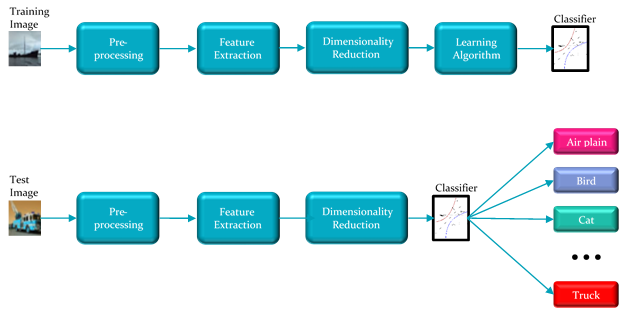 Training
Image
Pre-
processing
Feature
Extraction
Dimensionality
Reduction
Learning
Algorithm
Classifier
Test
Image
Pre-
processing
Feature
Extraction
Dimensionality
Reduction
Classifier
Air plain
Bird
Cat
•••
Truck